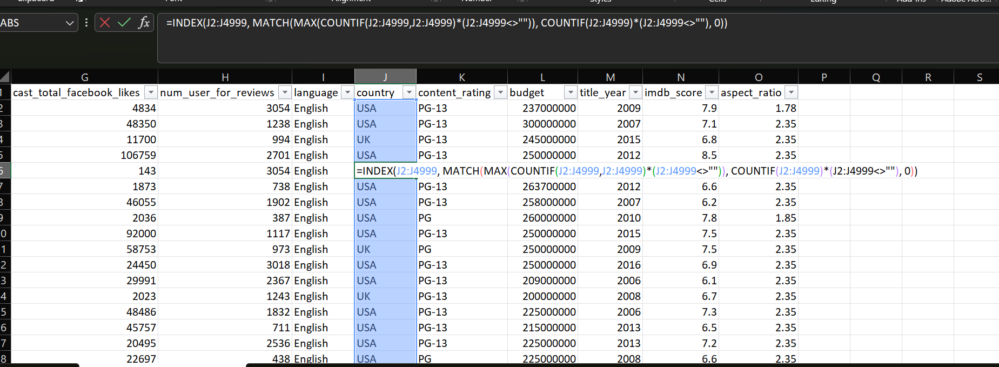 Clipboard Font Alignment Number Styles Cells Editing Add-ins Adobe Acro...
ABS =INDEX(J2:J4999, MATCH(MAX(COUNTIF(J2:J4999,J2:J4999)*(J2:J4999<>"")), COUNTIF(J2:J4999)*(J2:J4999<>""), 0))
G H I J K L M N O P Q R S
1 cast_total_facebook_likes num_user_for_reviews language country content_rating budget title_year imdb_score aspect_ratio
2 4834 3054 English USA PG-13 237000000 2009 7.9 1.78
3 48350 1238 English USA PG-13 300000000 2007 7.1 2.35
4 11700 994 English UK PG-13 245000000 2015 6.8 2.35
5 106759 2701 English USA PG-13 250000000 2012 8.5 2.35
6 143 3054 English =INDEX(J2:J4999, MATCH(MAX(COUNTIF(J2:J4999,J2:J4999)*(J2:J4999<>"")), COUNTIF(J2:J4999)*(J2:J4999<>""), 0))
7 1873 738 English USA PG-13 263700000 2012 6.6 2.35
8 46055 1902 English USA PG-13 258000000 2007 6.2 2.35
9 2036 387 English USA PG 260000000 2010 7.8 1.85
0 92000 1117 English USA PG-13 250000000 2015 7.5 2.35
1 58753 973 English UK PG 250000000 2009 7.5 2.35
2 24450 3018 English USA PG-13 250000000 2016 6.9 2.35
3 29991 2367 English USA PG-13 209000000 2006 6.1 2.35
4 2023 1243 English UK PG-13 200000000 2008 6.7 2.35
5 48486 1832 English USA PG-13 225000000 2006 7.3 2.35
6 45757 711 English USA PG-13 215000000 2013 6.5 2.35
7 20495 2536 English USA PG-13 225000000 2013 7.2 2.35
8 22697 438 English USA PG 225000000 2008 6.6 2.35